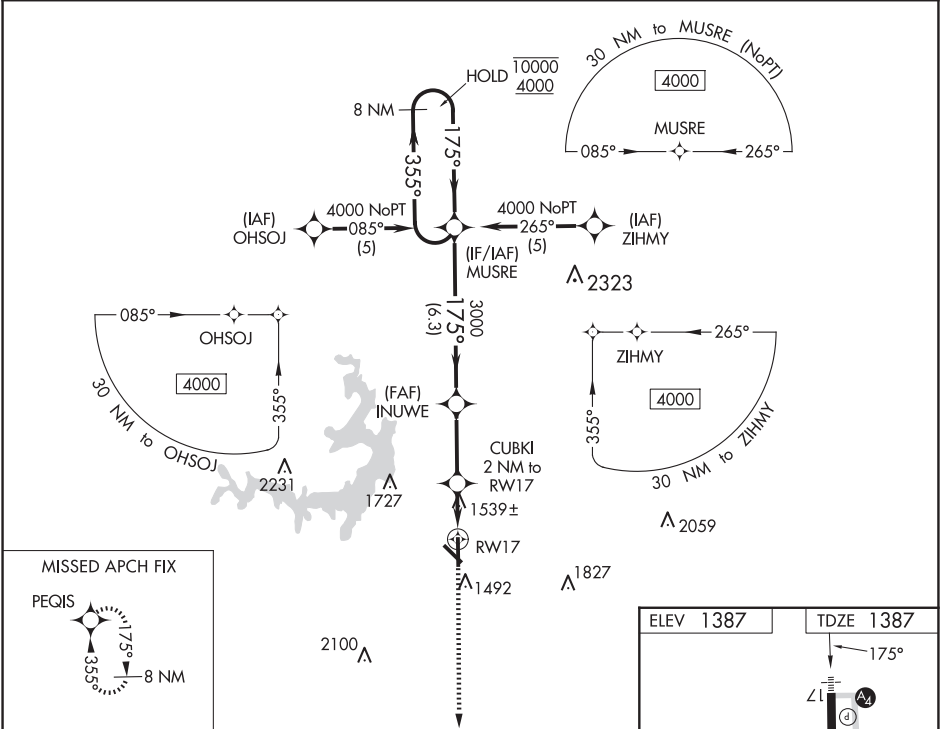 30 NM to MUSRE (NoPT)
4000
MUSRE
085°
265°
HOLD
10000
4000
8 NM
175°
355°
(IAF)
OHSOJ
4000 NoPT
085°
(5)
4000 NoPT
265°
(5)
(IAF)
ZIHMY
(IF/IAF)
MUSRE
2323
3000
175°
(6.3)
085°
OHSOJ
4000
355°
30 NM to OHSOJ
265°
ZIHMY
4000
355°
30 NM to ZIHMY
(FAF)
INUWE
CUBKI
2 NM to
RW17
2231
1727
1539±
2059
RW17
1492
1827
2100
MISSED APCH FIX
PEQIS
175°
355°
8 NM
ELEV 1387
TDZE 1387
175°
17
A4
P